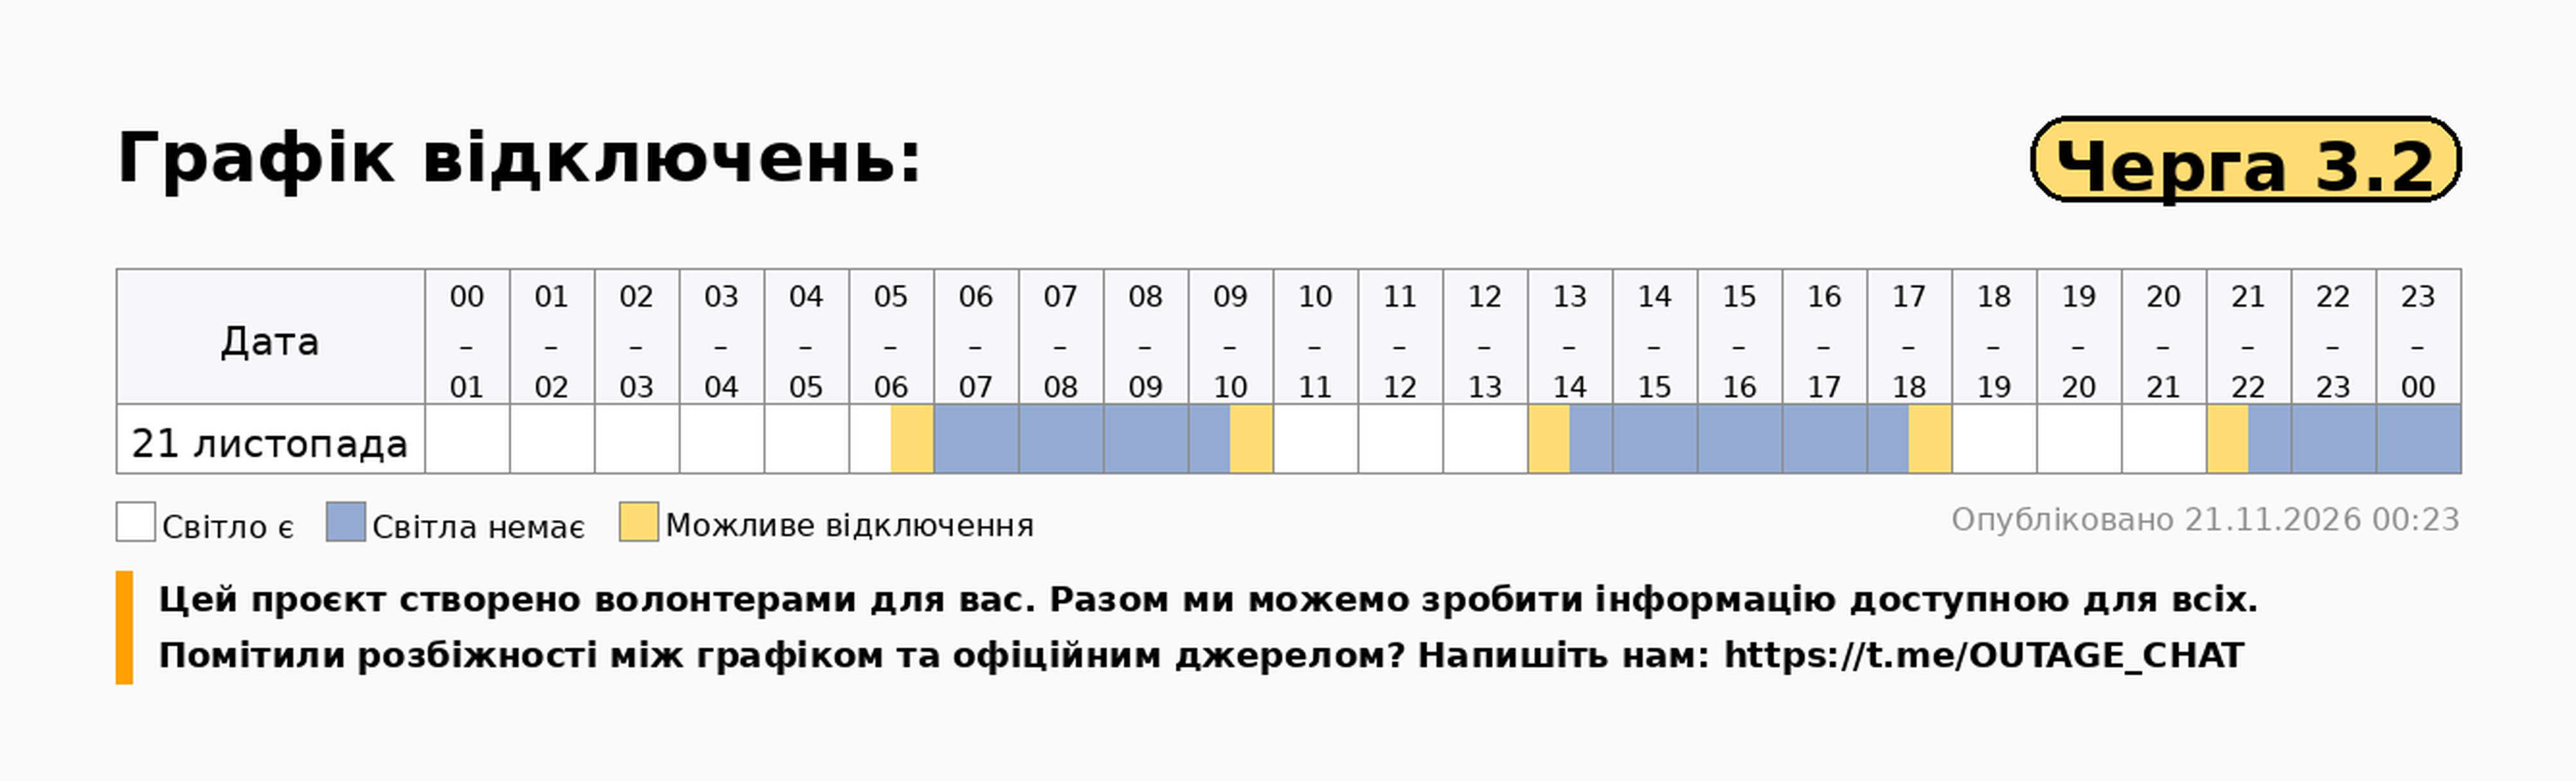 Графік відключень:
Черга 3.2
Дата
00 – 01
01 – 02
02 – 03
03 – 04
04 – 05
05 – 06
06 – 07
07 – 08
08 – 09
09 – 10
10 – 11
11 – 12
12 – 13
13 – 14
14 – 15
15 – 16
16 – 17
17 – 18
18 – 19
19 – 20
20 – 21
21 – 22
22 – 23
23 – 00
21 листопада
Світло є
Світла немає
Можливе відключення
Опубліковано 21.11.2026 00:23
Цей проєкт створено волонтерами для вас. Разом ми можемо зробити інформацію доступною для всіх.
Помітили розбіжності між графіком та офіційним джерелом? Напишіть нам: https://t.me/OUTAGE_CHAT